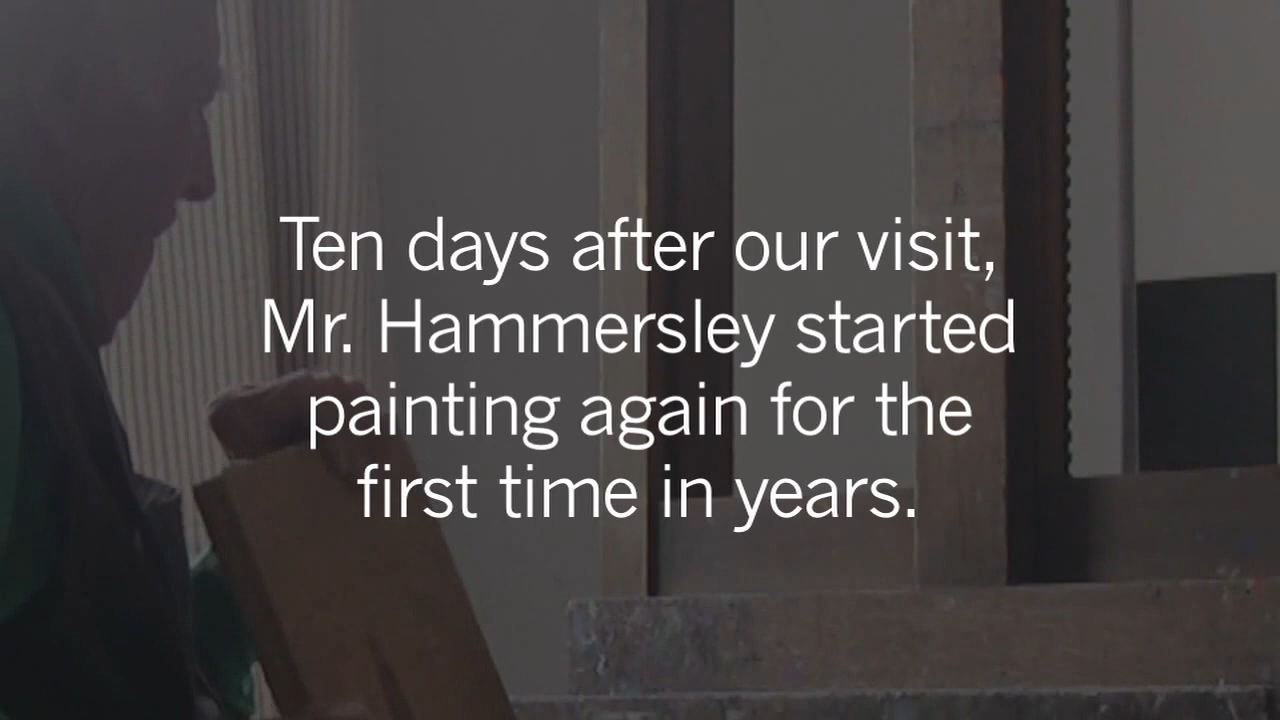 Ten days after our visit,
Mr. Hammersley started
painting again for the
first time in years.